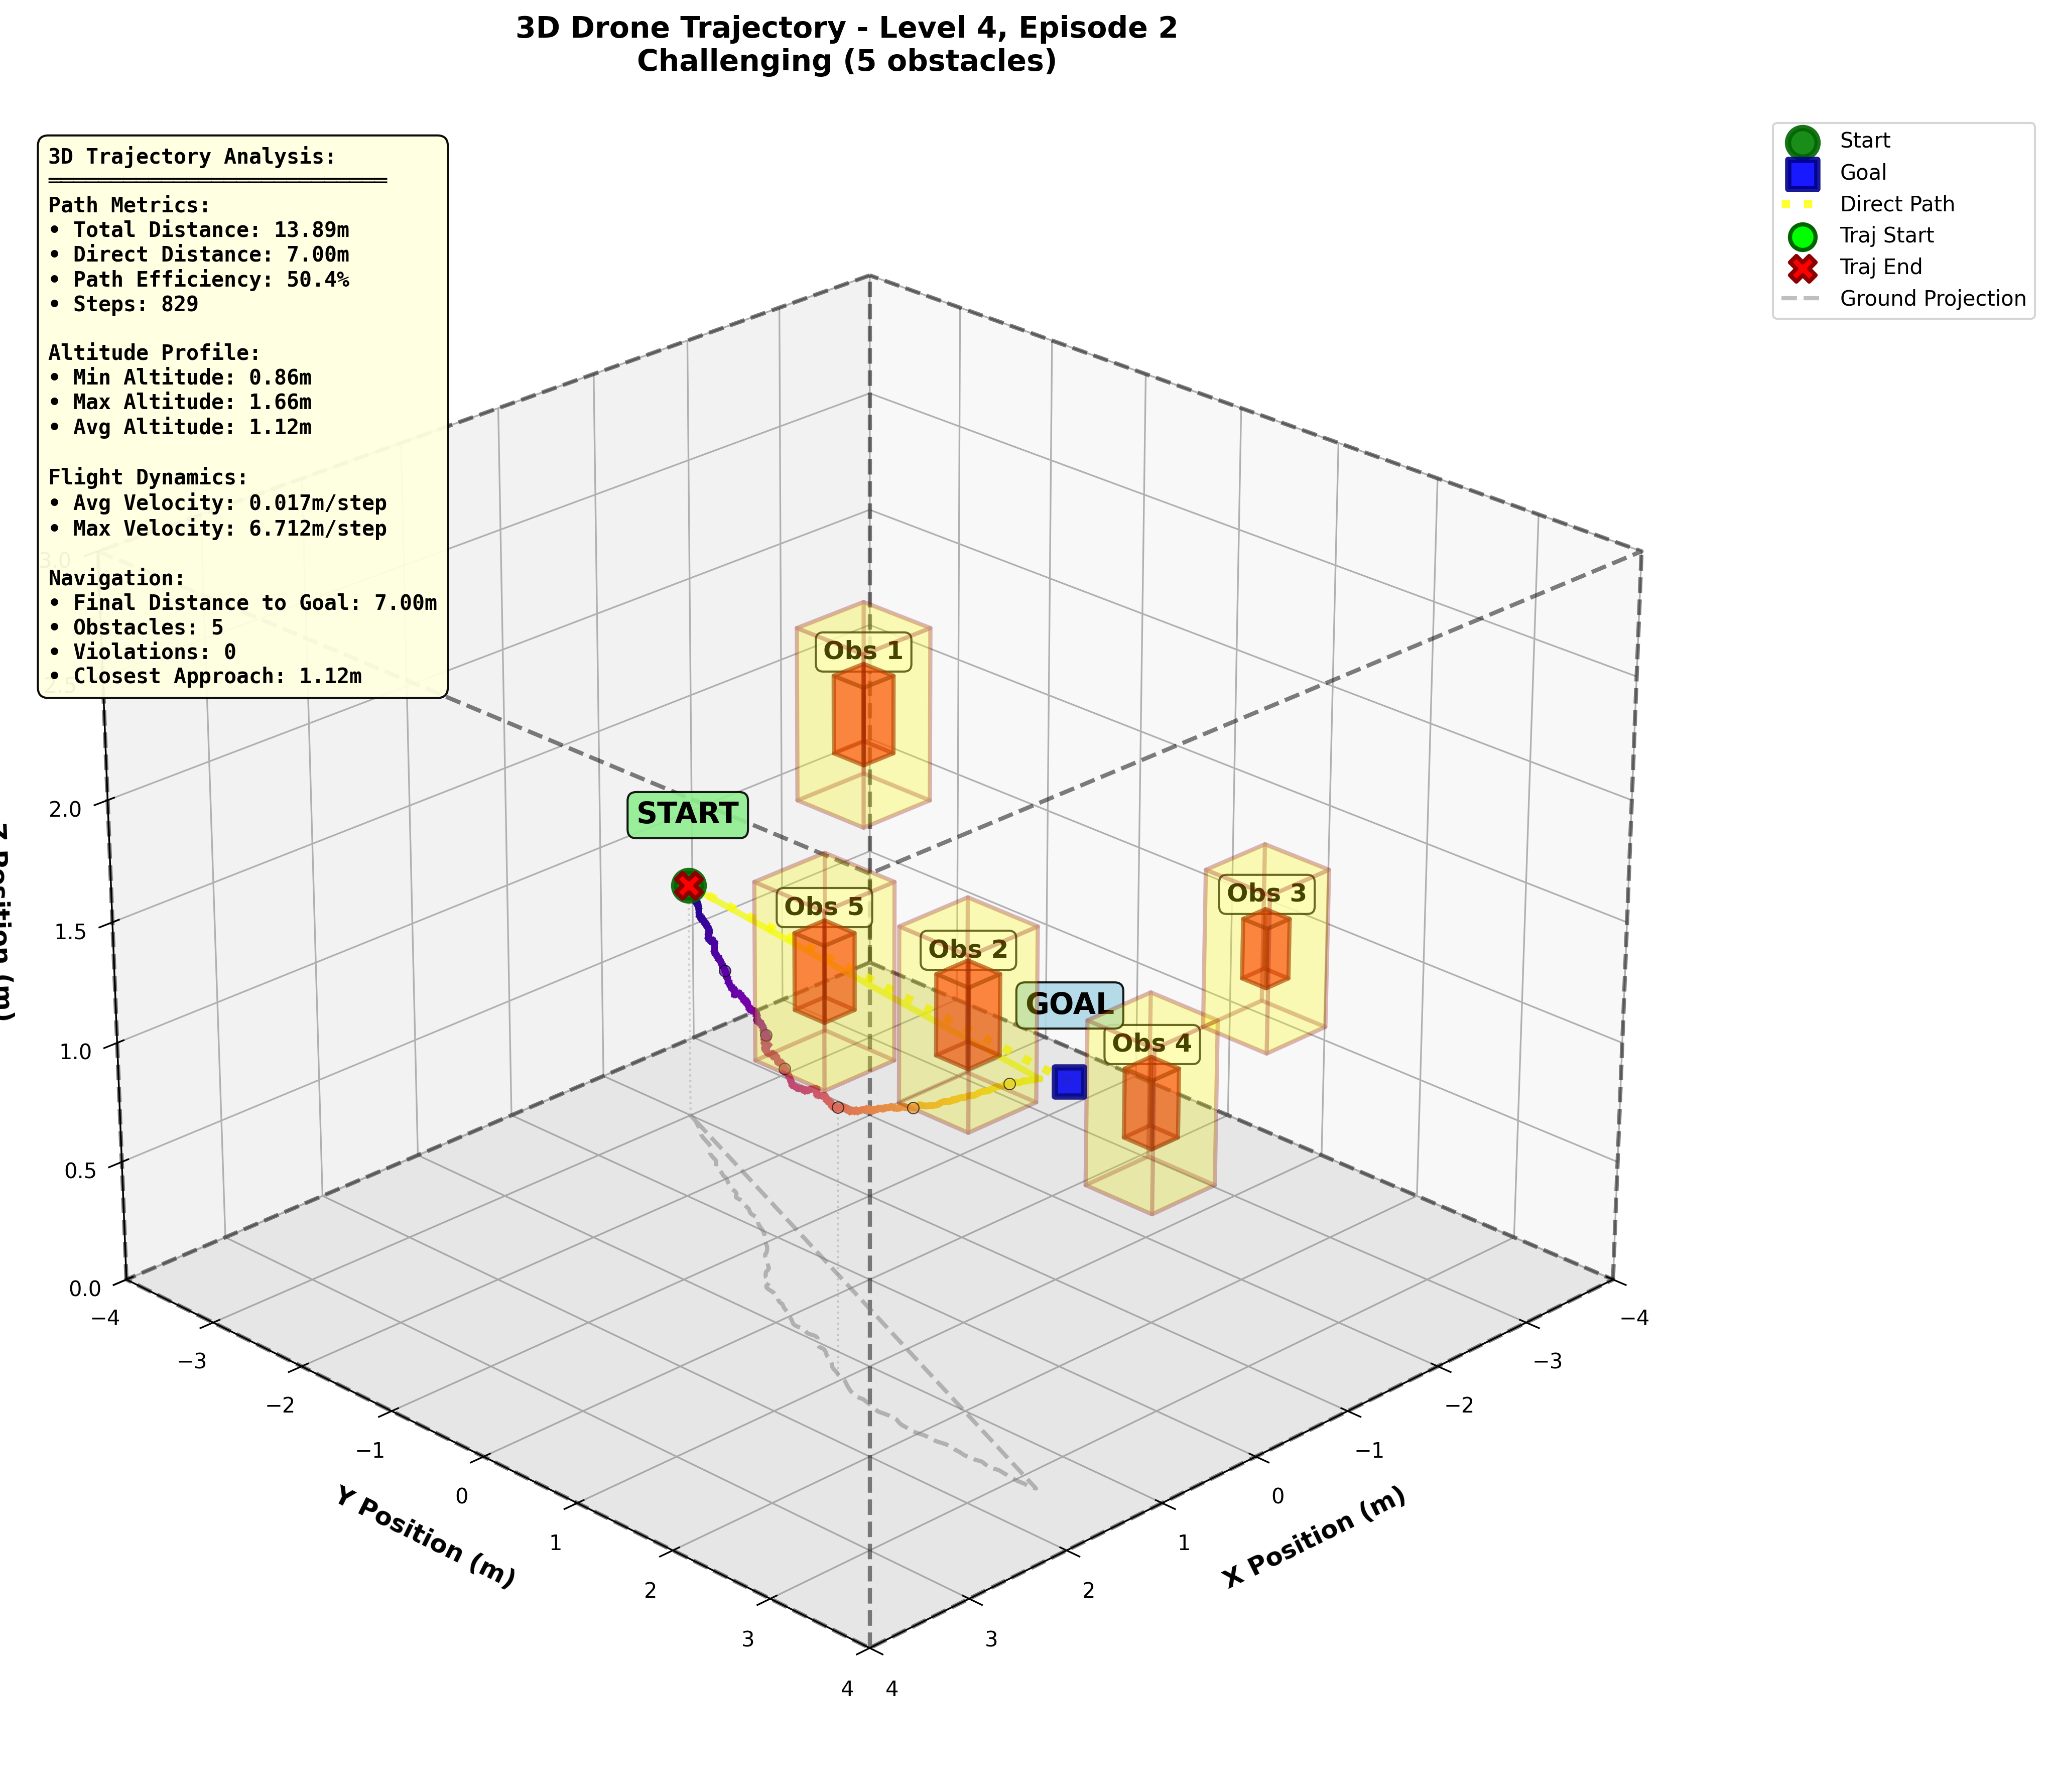 3D Drone Trajectory - Level 4, Episode 2
Challenging (5 obstacles)
3D Trajectory Analysis:
Path Metrics:
• Total Distance: 13.89m
• Direct Distance: 7.00m
• Path Efficiency: 50.4%
• Steps: 829
Altitude Profile:
• Min Altitude: 0.86m
• Max Altitude: 1.66m
• Avg Altitude: 1.12m
Flight Dynamics:
• Avg Velocity: 0.017m/step
• Max Velocity: 6.712m/step
Navigation:
• Final Distance to Goal: 7.00m
• Obstacles: 5
• Violations: 0
• Closest Approach: 1.12m
Start
Goal
Direct Path
Traj Start
Traj End
Ground Projection
Obs 1
START
Obs 5
Obs 2
Obs 3
GOAL
Obs 4
3.0
2.5
2.0
1.5
1.0
0.5
0.0
Z Position (m)
−4
−3
−2
−1
0
1
2
3
4
Y Position (m)
4
3
2
1
0
−1
−2
−3
−4
X Position (m)